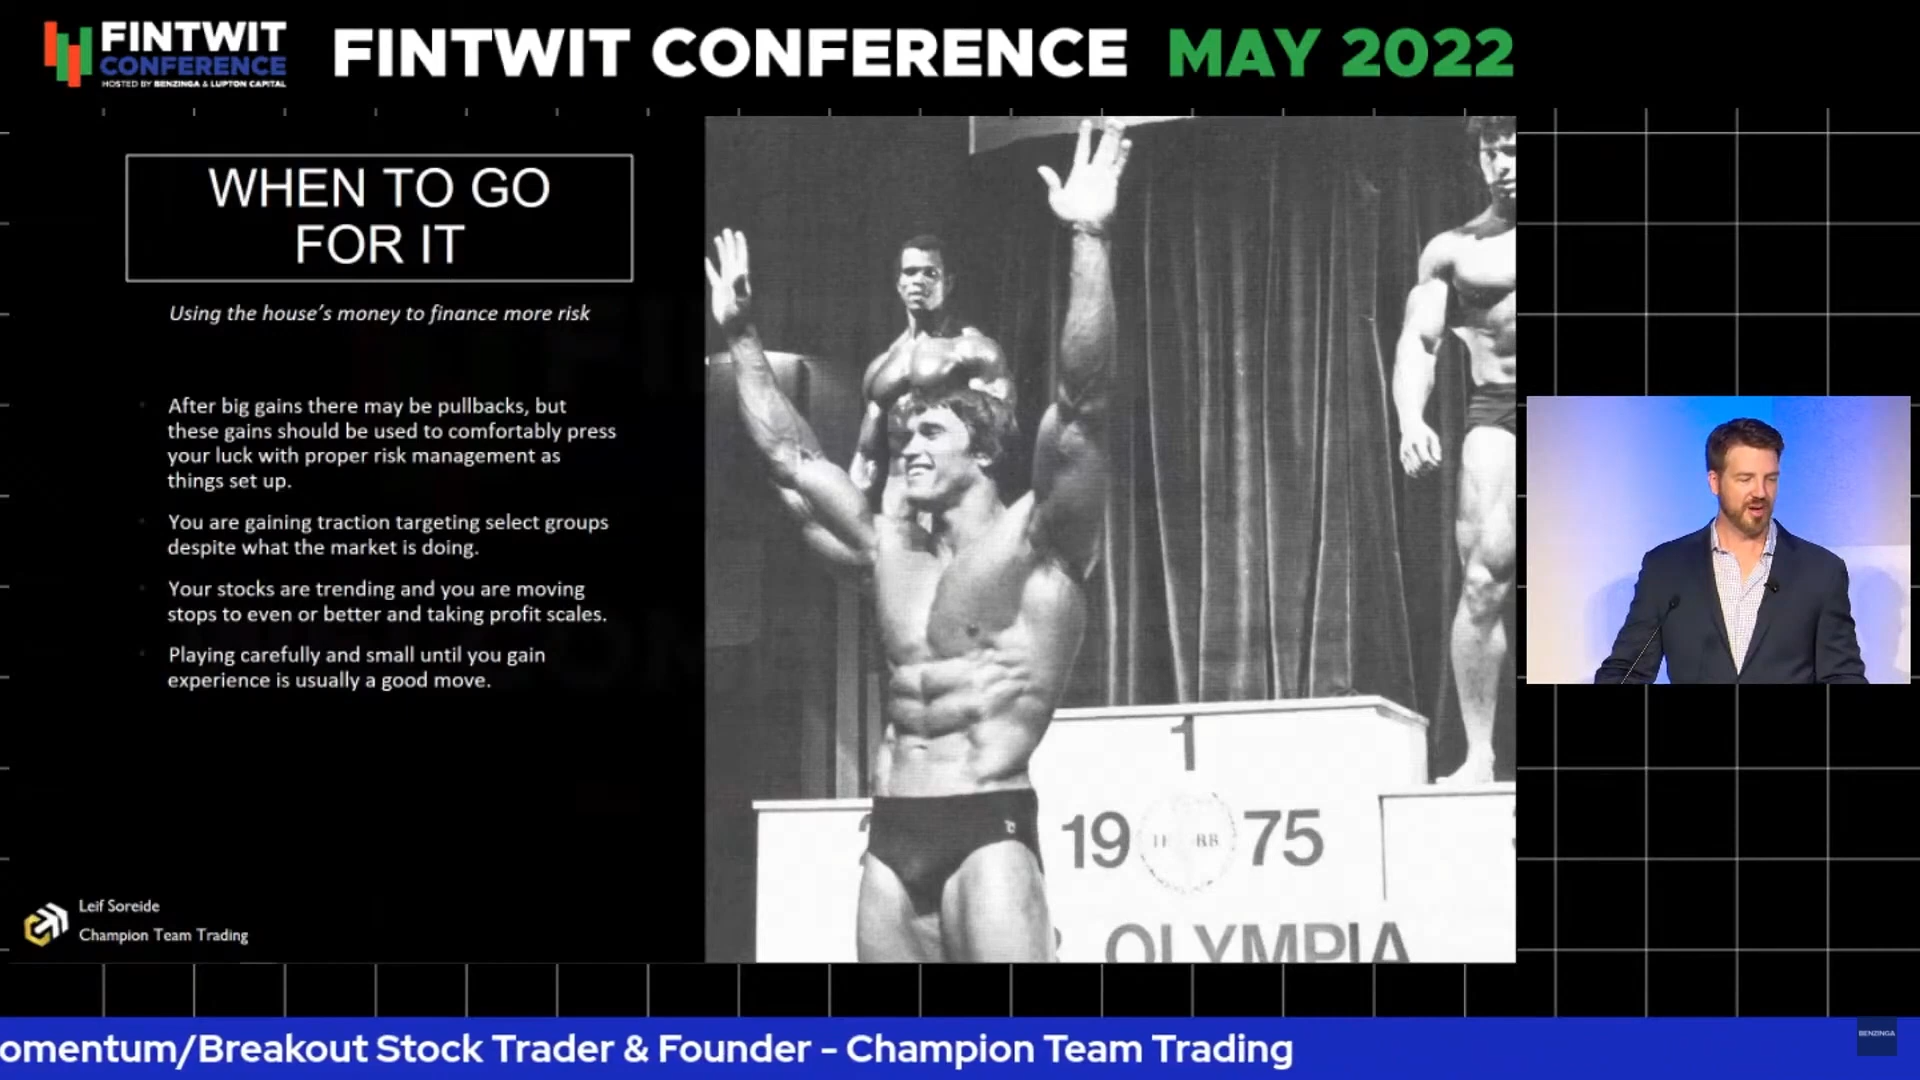 FINTWIT
CONFERENCE
HOSTED BY BENZINGA & LUPTON CAPITAL
FINTWIT CONFERENCE MAY 2022
WHEN TO GO
FOR IT
Using the house's money to finance more risk
After big gains there may be pullbacks, but
these gains should be used to comfortably press
your luck with proper risk management as
things set up.
You are gaining traction targeting select groups
despite what the market is doing.
Your stocks are trending and you are moving
stops to even or better and taking profit scales.
Playing carefully and small until you gain
experience is usually a good move.
1
19 75
OLYMPIA
Leif Soreide
Champion Team Trading
omentum/Breakout Stock Trader & Founder - Champion Team Trading
BENZINGA